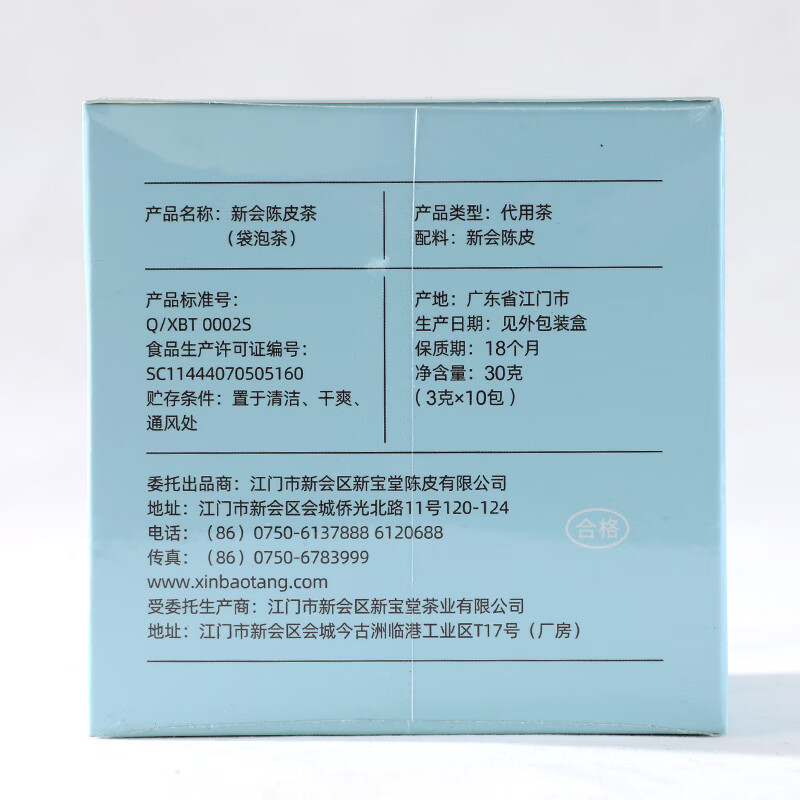 产品名称：新会陈皮茶
（袋泡茶）
产品类型：代用茶
配料：新会陈皮
产品标准号：
Q/XBT 0002S
食品生产许可证编号：
SC11444070505160
贮存条件：置于清洁、干爽、
通风处
产地：广东省江门市
生产日期：见外包装盒
保质期：18个月
净含量：30克
（3克×10包）
委托出品商：江门市新会区新宝堂陈皮有限公司
地址：江门市新会区会城侨光北路11号120-124
电话：（86）0750-6137888 6120688
传真：（86）0750-6783999
www.xinbaotang.com
受委托生产商：江门市新会区新宝堂茶业有限公司
地址：江门市新会区会城今古洲临港工业区T17号（厂房）
合格